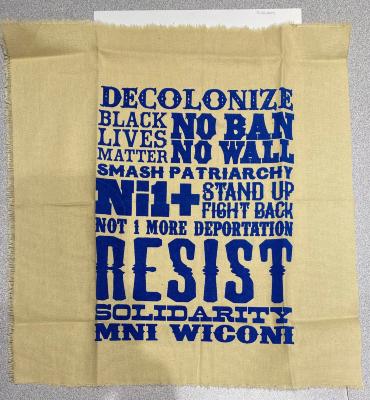 DECOLONIZE
BLACK LIVES MATTER
NO BAN
NO WALL
SMASH PATRIARCHY
Ni1+
STAND UP
FIGHT BACK
NOT 1 MORE DEPORTATION
RESIST
SOLIDARITY
MNI WICONI